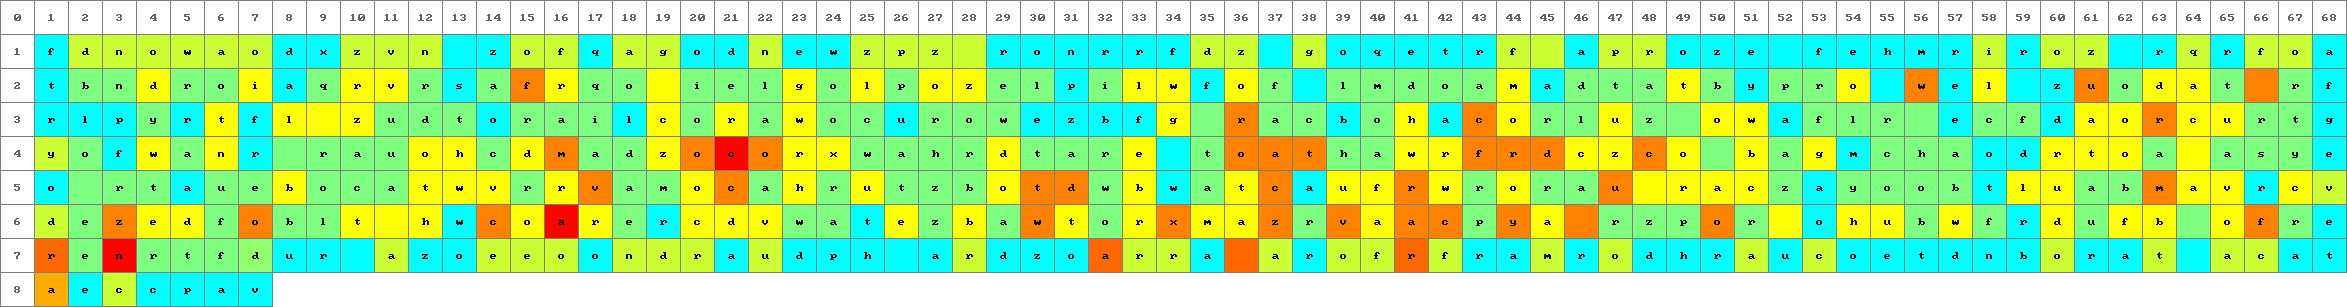 0 1 2 3 4 5 6 7 8 9 10 11 12 13 14 15 16 17 18 19 20 21 22 23 24 25 26 27 28 29 30 31 32 33 34 35 36 37 38 39 40 41 42 43 44 45 46 47 48 49 50 51 52 53 54 55 56 57 58 59 60 61 62 63 64 65 66 67 68
1 f d n o w a o d x z v n z o f q a g o d n e w z p z r o n r r f d z g o q e t r f a p r o z e f e h m r i r o z r q r f o a
2 t b n d r o i a q r v r s a f r q o i e l g o l p o z e l p i l w f o f l m d o a m a d t a t b y p r o w e l z u o d a t r f
3 r l p y r t f l z u d t o r a i l c o r a w o c u r o w e z b f g r a c b o h a c o r l u z o w a f l r e c f d a o r c u r t g
4 y o f w a n r r a u o h c d m a d z o c o r x w a h r d t a r e t o a t h a w r f r d c z c o b a g m c h a o d r t o a a s y e
5 o r t a u e b o c a t w v r r v a m o c a h r u t z b o t d w b w a t c a u f r w r o r a u r a c z a y o o b t l u a b m a v r c v
6 d e z e d f o b l t h w c o a r e r c d v w a t e z b a w t o r x m a z r v a a c p y a r z p o r o h u b w f r d u f b o f r e
7 r e n r t f d u r a z o e e o o n d r a u d p h a r d z o a r r a a r o f r f r a m r o d h r a u c o e t d n b o r a t a c a t
8 a e c c p a v